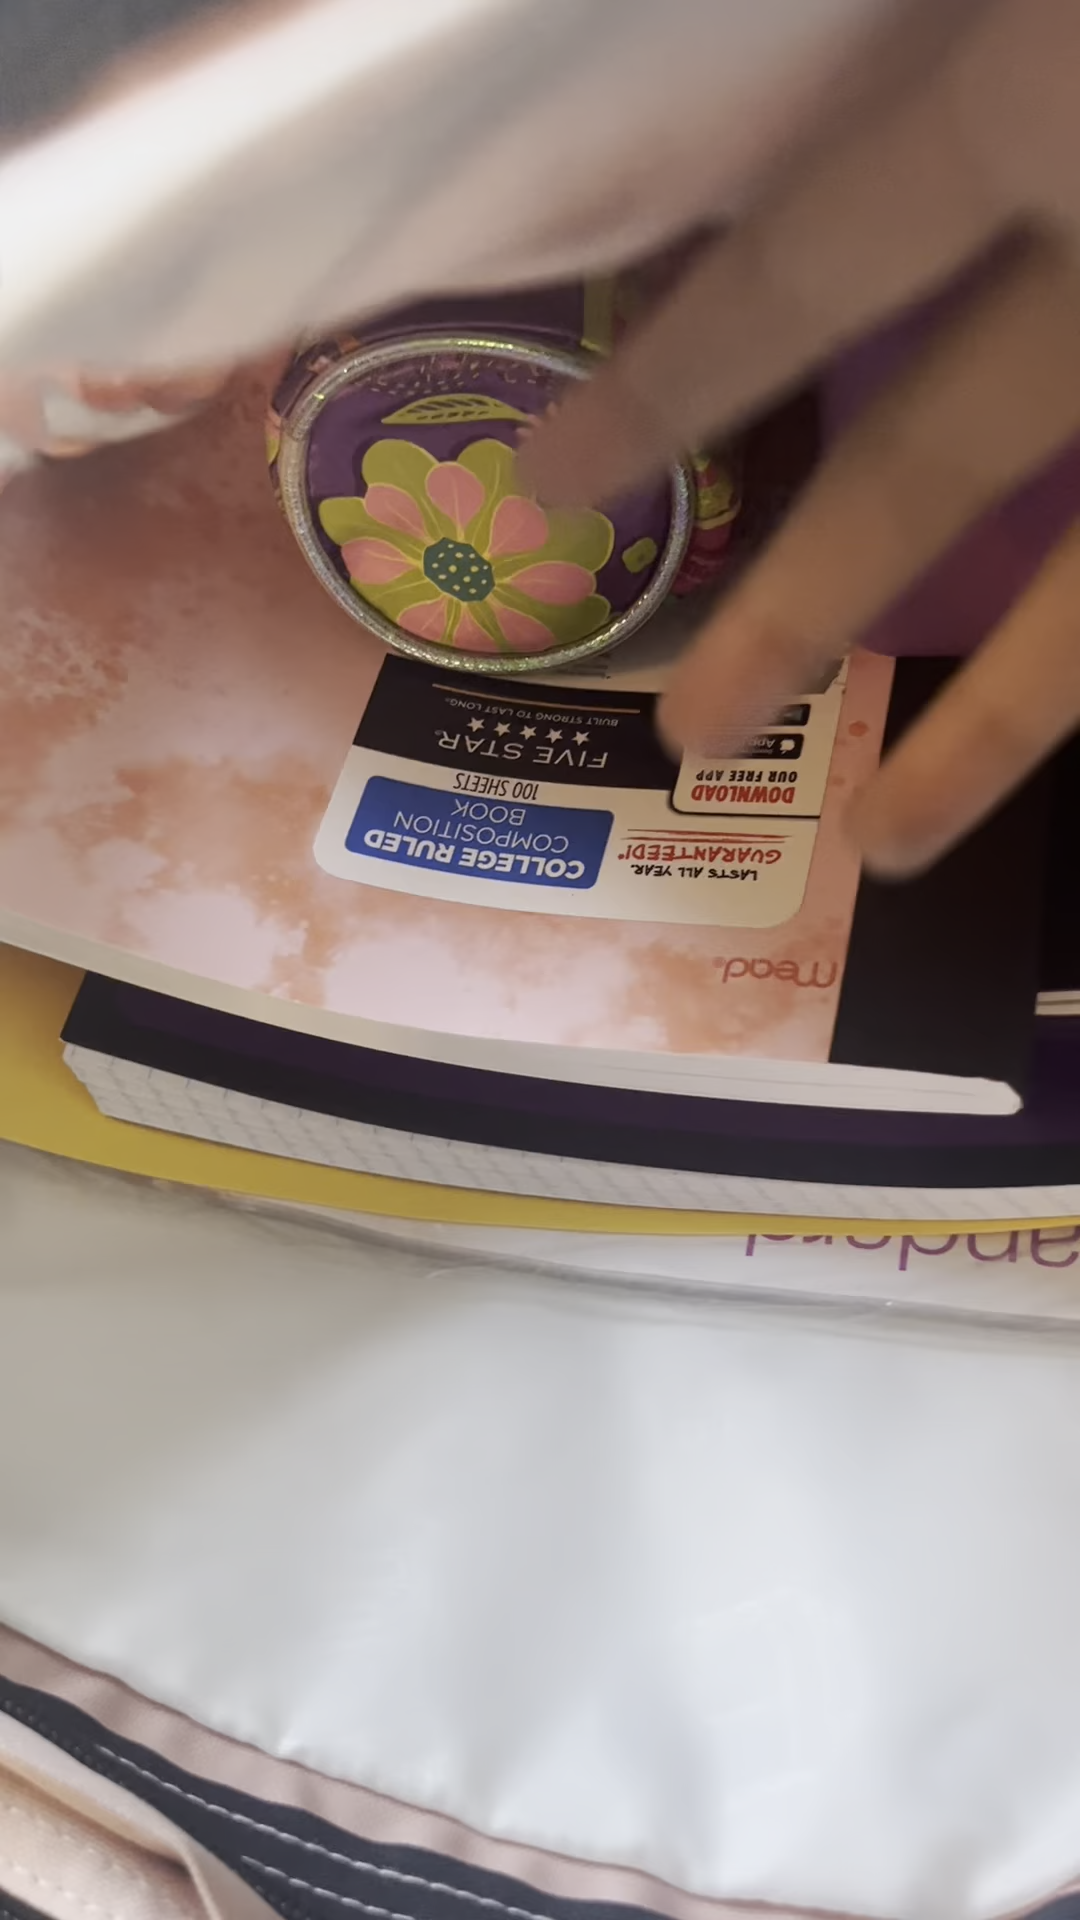 mead®
LASTS ALL YEAR.
GUARANTEED!®
COLLEGE RULED
COMPOSITION
BOOK
100 SHEETS
DOWNLOAD
OUR FREE APP
FIVE STAR®
★★★★★
BUILT STRONG TO LAST LONG®